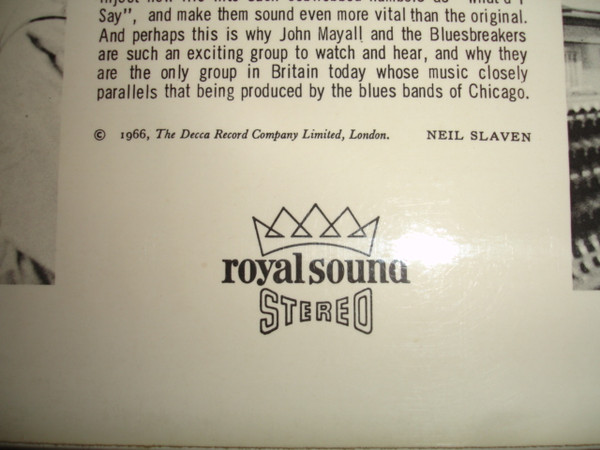 Say", and make them sound even more vital than the original.
And perhaps this is why John Mayall and the Bluesbreakers
are such an exciting group to watch and hear, and why they
are the only group in Britain today whose music closely
parallels that being produced by the blues bands of Chicago.
© 1966, The Decca Record Company Limited, London. NEIL SLAVEN
royal sound
STEREO